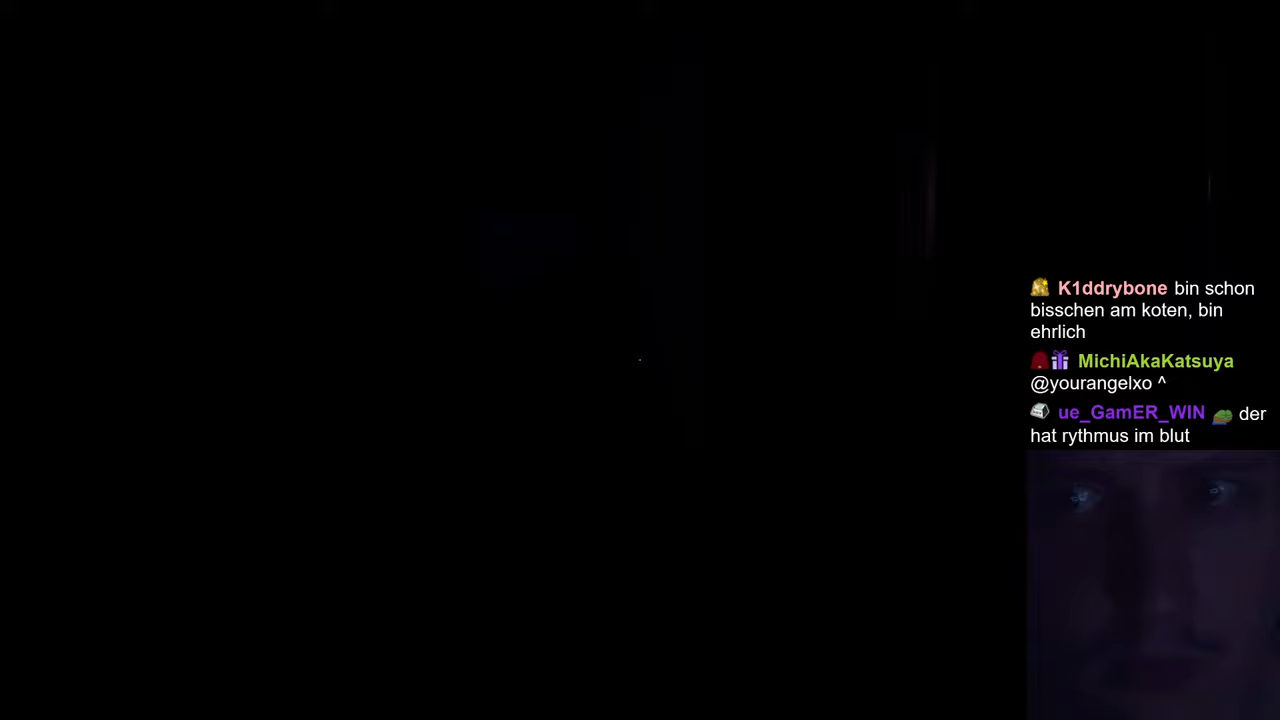 K1ddrybone bin schon
bisschen am koten, bin
ehrlich
MichiAkaKatsuya
@yourangelxo ^
ue_GamER_WIN der
hat rythmus im blut